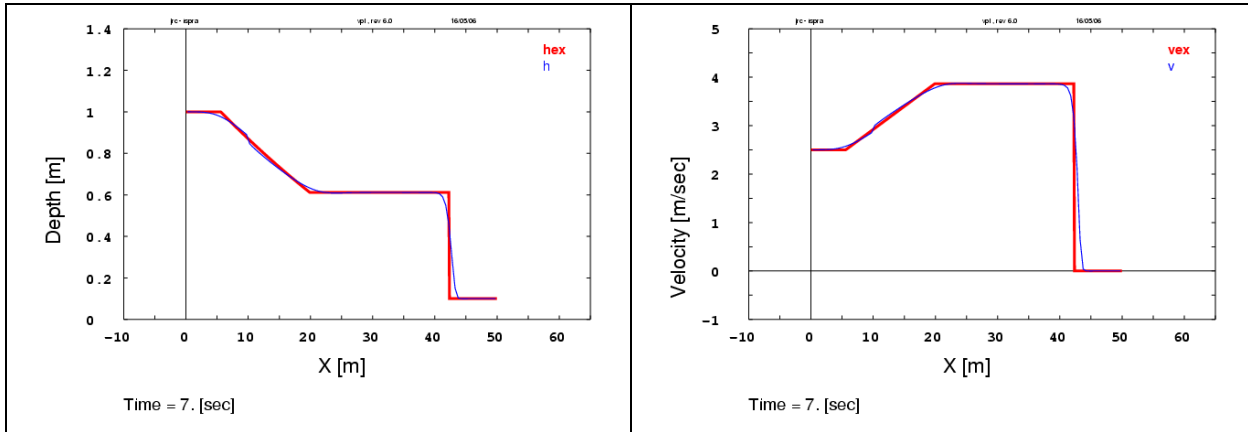 jrc - ispra vpl, rev 6.0 16/05/06
1.4
1.2
1
0.8
0.6
0.4
0.2
0
Depth [m]
hex
h
-10 0 10 20 30 40 50 60
X [m]
Time = 7. [sec]
jrc - ispra vpl, rev 6.0 16/05/06
5
4
3
2
1
0
-1
Velocity [m/sec]
vex
v
-10 0 10 20 30 40 50 60
X [m]
Time = 7. [sec]